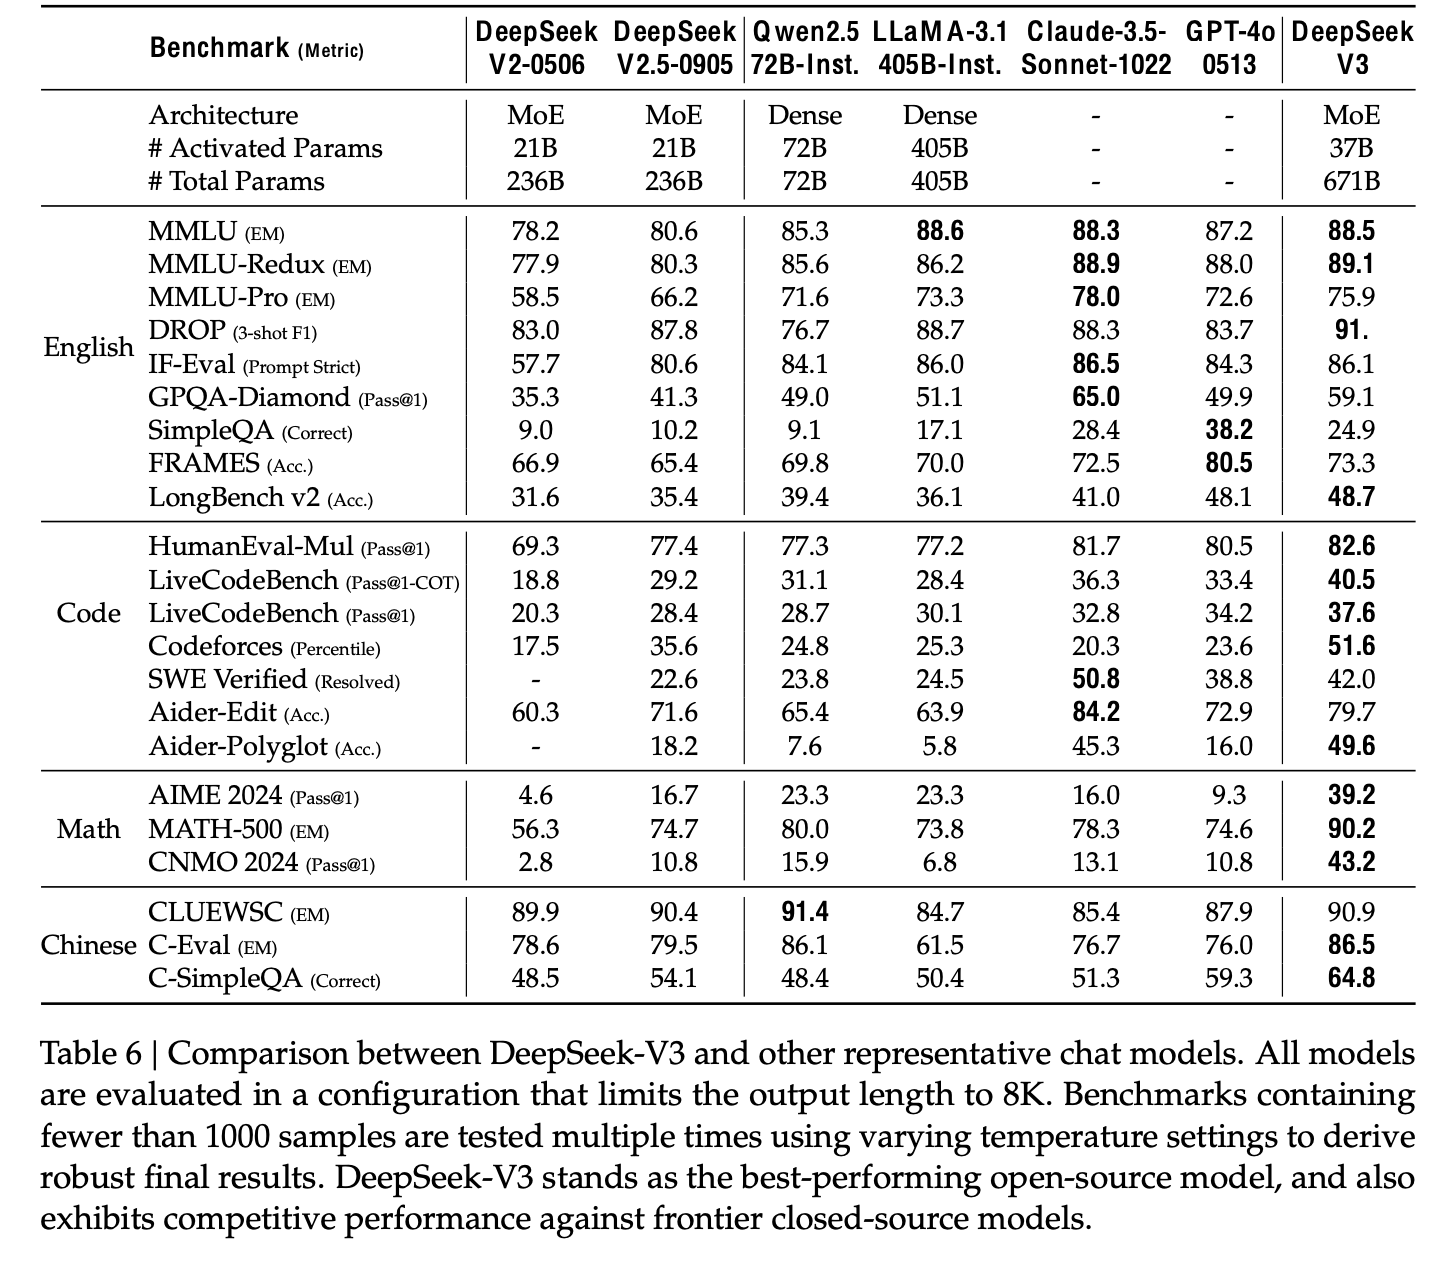 Benchmark (Metric) DeepSeek V2-0506 DeepSeek V2.5-0905 Qwen2.5 72B-Inst. LLaMA-3.1 405B-Inst. Claude-3.5-Sonnet-1022 GPT-4o 0513 DeepSeek V3
Architecture MoE MoE Dense Dense - - MoE
# Activated Params 21B 21B 72B 405B - - 37B
# Total Params 236B 236B 72B 405B - - 671B
English
MMLU (EM) 78.2 80.6 85.3 88.6 88.3 87.2 88.5
MMLU-Redux (EM) 77.9 80.3 85.6 86.2 88.9 88.0 89.1
MMLU-Pro (EM) 58.5 66.2 71.6 73.3 78.0 72.6 75.9
DROP (3-shot F1) 83.0 87.8 76.7 88.7 88.3 83.7 91.
IF-Eval (Prompt Strict) 57.7 80.6 84.1 86.0 86.5 84.3 86.1
GPQA-Diamond (Pass@1) 35.3 41.3 49.0 51.1 65.0 49.9 59.1
SimpleQA (Correct) 9.0 10.2 9.1 17.1 28.4 38.2 24.9
FRAMES (Acc.) 66.9 65.4 69.8 70.0 72.5 80.5 73.3
LongBench v2 (Acc.) 31.6 35.4 39.4 36.1 41.0 48.1 48.7
Code
HumanEval-Mul (Pass@1) 69.3 77.4 77.3 77.2 81.7 80.5 82.6
LiveCodeBench (Pass@1-COT) 18.8 29.2 31.1 28.4 36.3 33.4 40.5
LiveCodeBench (Pass@1) 20.3 28.4 28.7 30.1 32.8 34.2 37.6
Codeforces (Percentile) 17.5 35.6 24.8 25.3 20.3 23.6 51.6
SWE Verified (Resolved) - 22.6 23.8 24.5 50.8 38.8 42.0
Aider-Edit (Acc.) 60.3 71.6 65.4 63.9 84.2 72.9 79.7
Aider-Polyglot (Acc.) - 18.2 7.6 5.8 45.3 16.0 49.6
Math
AIME 2024 (Pass@1) 4.6 16.7 23.3 23.3 16.0 9.3 39.2
MATH-500 (EM) 56.3 74.7 80.0 73.8 78.3 74.6 90.2
CNMO 2024 (Pass@1) 2.8 10.8 15.9 6.8 13.1 10.8 43.2
Chinese
CLUEWSC (EM) 89.9 90.4 91.4 84.7 85.4 87.9 90.9
C-Eval (EM) 78.6 79.5 86.1 61.5 76.7 76.0 86.5
C-SimpleQA (Correct) 48.5 54.1 48.4 50.4 51.3 59.3 64.8
Table 6 | Comparison between DeepSeek-V3 and other representative chat models. All models
are evaluated in a configuration that limits the output length to 8K. Benchmarks containing
fewer than 1000 samples are tested multiple times using varying temperature settings to derive
robust final results. DeepSeek-V3 stands as the best-performing open-source model, and also
exhibits competitive performance against frontier closed-source models.